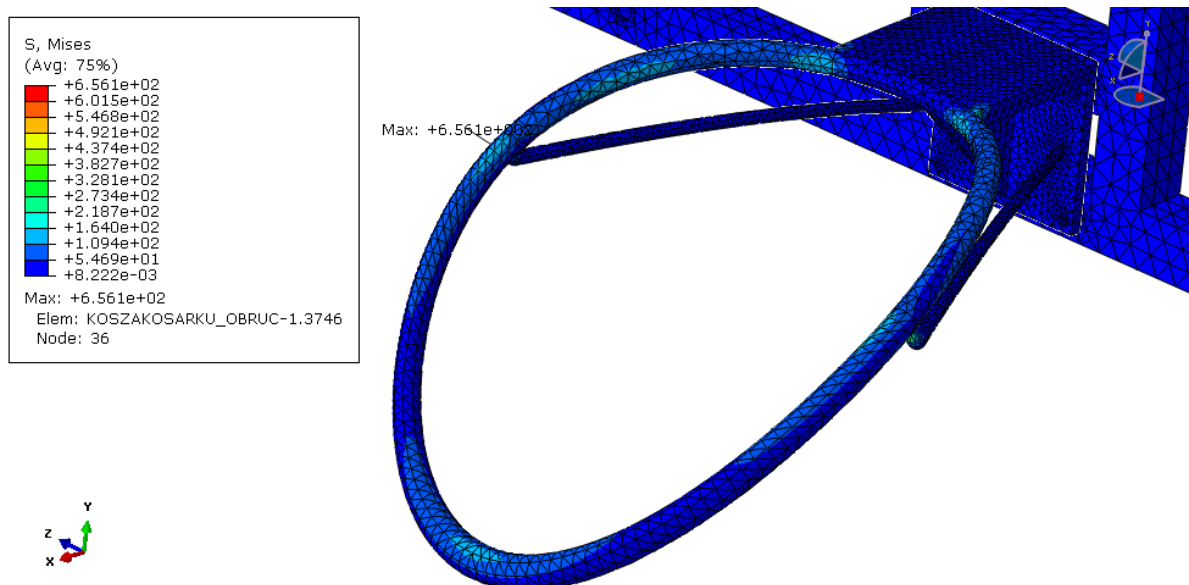 S, Mises
(Avg: 75%)
+6.561e+02
+6.015e+02
+5.468e+02
+4.921e+02
+4.374e+02
+3.827e+02
+3.281e+02
+2.734e+02
+2.187e+02
+1.640e+02
+1.094e+02
+5.469e+01
+8.222e-03
Max: +6.561e+02
Elem: KOSZAKOSARKU_OBRUC-1.3746
Node: 36
Max: +6.561e+002
Y
Z
X
Y
Z
X